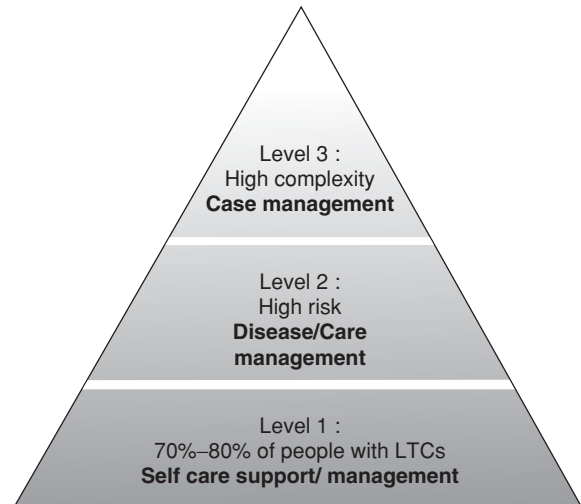 Level 3 :
High complexity
Case management
Level 2 :
High risk
Disease/Care
management
Level 1 :
70%–80% of people with LTCs
Self care support/ management